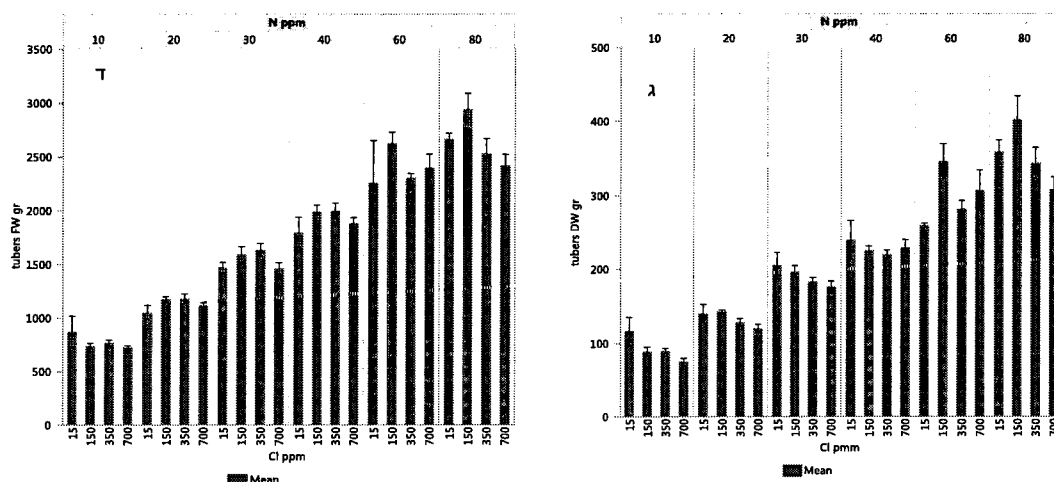 N ppm
10 20 30 40 60 80
3500
ד
3000
2500
2000
1500
1000
500
0
tubers FW gr
15 150 350 700 15 150 350 700 15 150 350 700 15 150 350 700 15 150 350 700 15 150 350 700
Cl ppm
Mean
N ppm
10 20 30 40 60 80
500
ג
400
300
200
100
0
tubers DW gr
15 150 350 700 15 150 350 700 15 150 350 700 15 150 350 700 15 150 350 700 15 150 350 700
Cl pmm
Mean